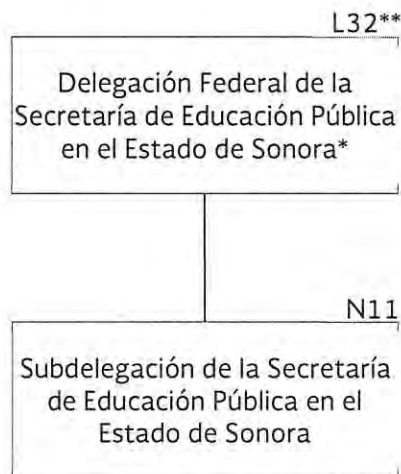 L32**
Delegación Federal de la
Secretaría de Educación Pública
en el Estado de Sonora*
N11
Subdelegación de la Secretaría
de Educación Pública en el
Estado de Sonora